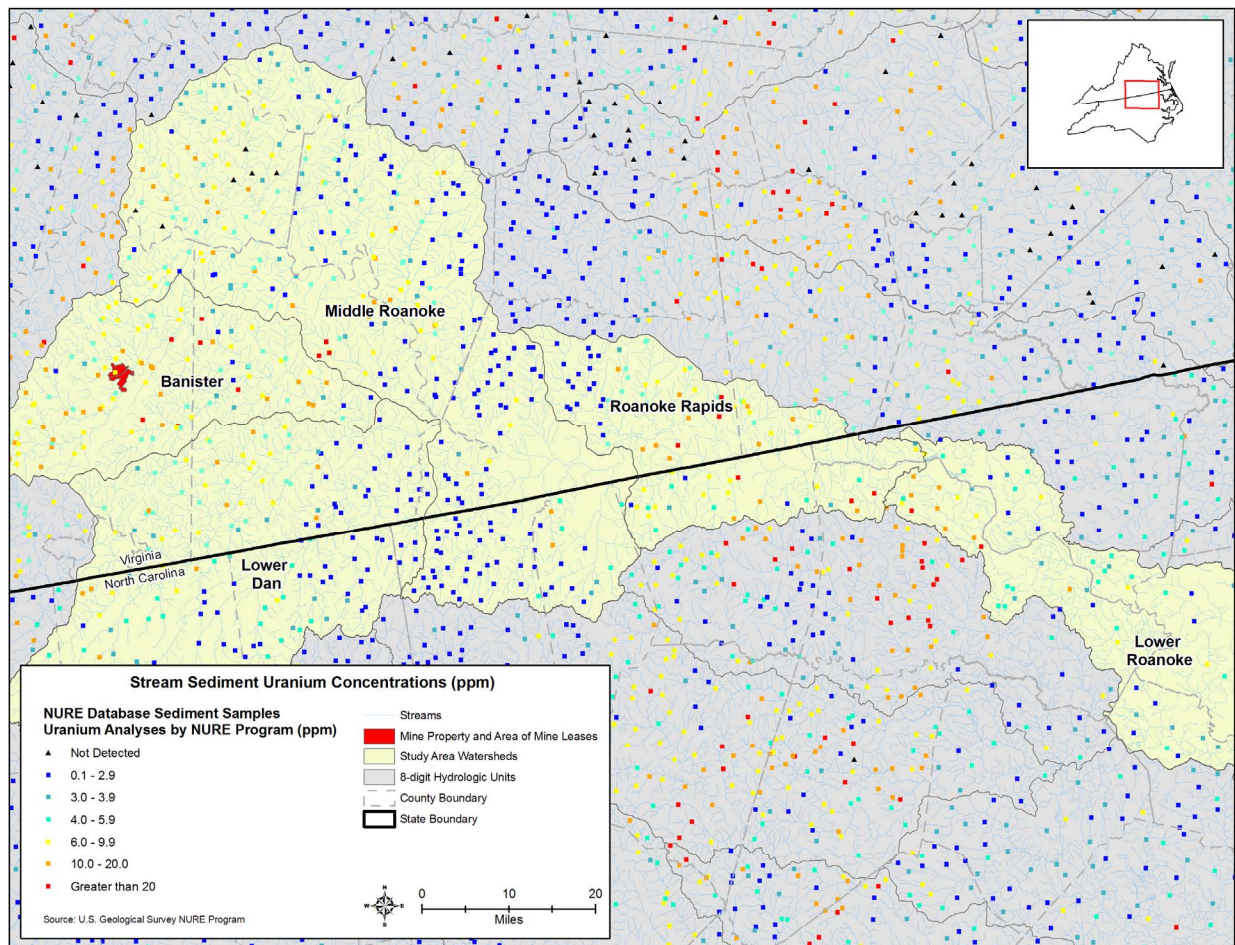 Middle Roanoke
Banister
Roanoke Rapids
Virginia
North Carolina
Lower
Dan
Lower
Roanoke
Stream Sediment Uranium Concentrations (ppm)
NURE Database Sediment Samples
Uranium Analyses by NURE Program (ppm)
Not Detected
0.1 - 2.9
3.0 - 3.9
4.0 - 5.9
6.0 - 9.9
10.0 - 20.0
Greater than 20
Streams
Mine Property and Area of Mine Leases
Study Area Watersheds
8-digit Hydrologic Units
County Boundary
State Boundary
N
W E
S
0 10 20
Miles
Source: U.S. Geological Survey NURE Program